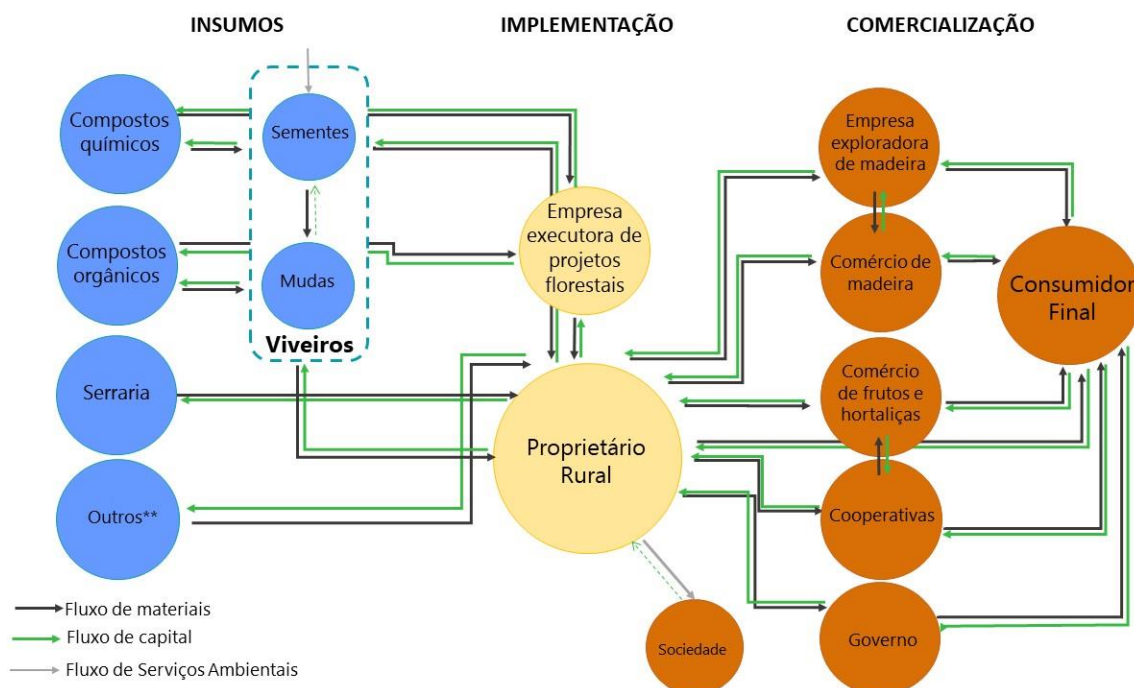 INSUMOS
IMPLEMENTAÇÃO
COMERCIALIZAÇÃO
Compostos
químicos
Sementes
Compostos
orgânicos
Mudas
Viveiros
Serraria
Outros**
Empresa
executora de
projetos
florestais
Proprietário
Rural
Empresa
exploradora
de madeira
Comércio de
madeira
Consumidor
Final
Comércio
de frutos e
hortaliças
Cooperativas
Governo
Sociedade
Fluxo de materiais
Fluxo de capital
Fluxo de Serviços Ambientais